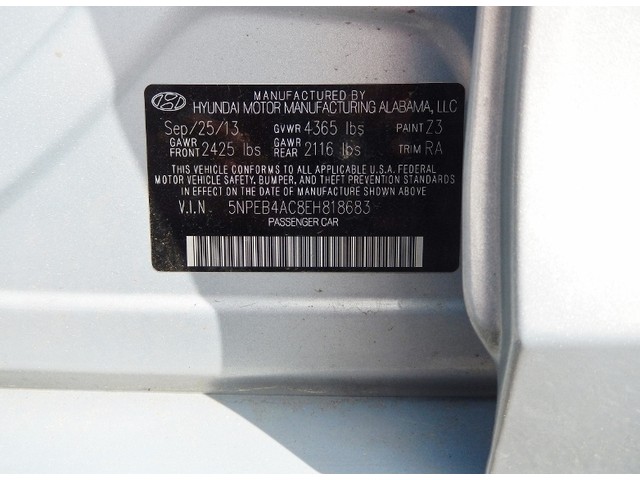 MANUFACTURED BY
HYUNDAI MOTOR MANUFACTURING ALABAMA, LLC
Sep/25/13 GVWR 4365 lbs PAINT Z3
GAWR FRONT 2425 lbs GAWR REAR 2116 lbs TRIM RA
THIS VEHICLE CONFORMS TO ALL APPLICABLE U.S.A. FEDERAL
MOTOR VEHICLE SAFETY, BUMPER, AND THEFT PREVENTION STANDARDS
IN EFFECT ON THE DATE OF MANUFACTURE SHOWN ABOVE
V.I.N 5NPEB4AC8EH818683
PASSENGER CAR